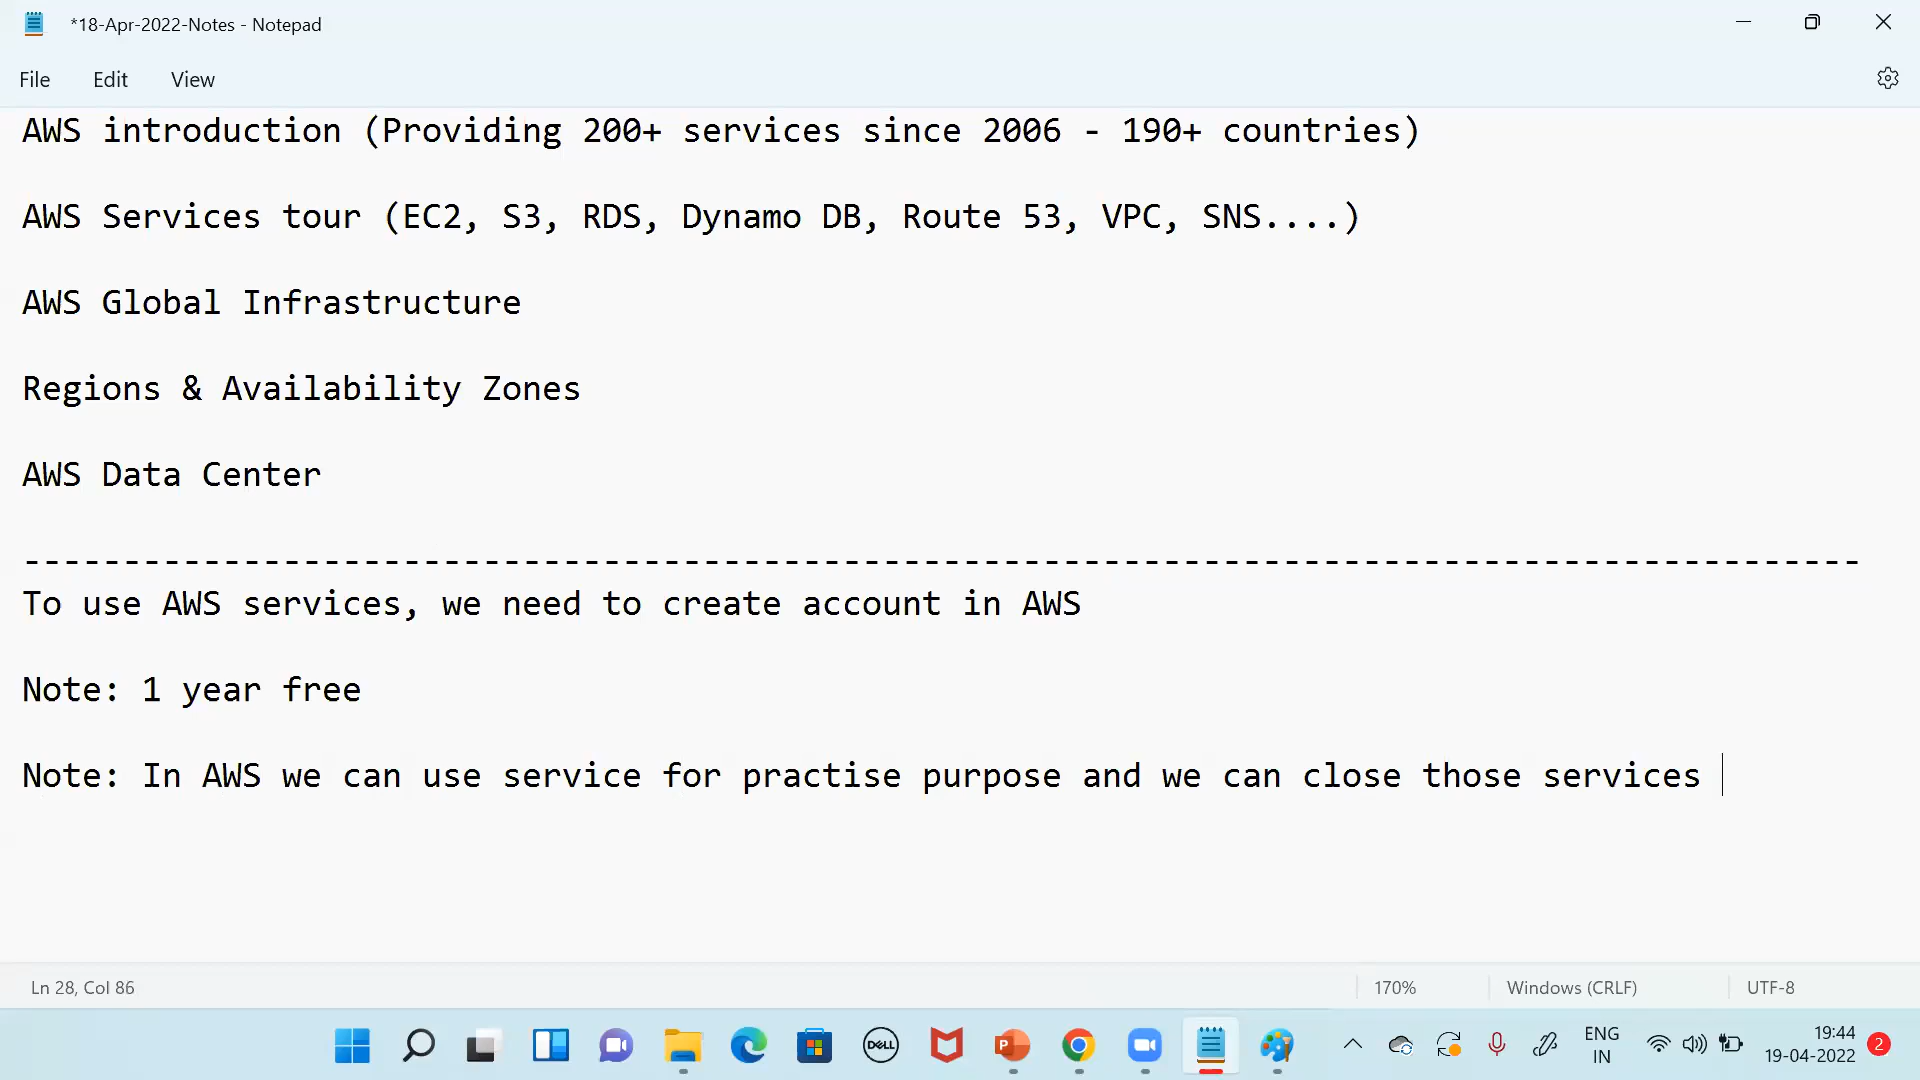 *18-Apr-2022-Notes - Notepad
File Edit View
AWS introduction (Providing 200+ services since 2006 - 190+ countries)
AWS Services tour (EC2, S3, RDS, Dynamo DB, Route 53, VPC, SNS....)
AWS Global Infrastructure
Regions & Availability Zones
AWS Data Center
--------------------------------------------------------------------------------------------
To use AWS services, we need to create account in AWS
Note: 1 year free
Note: In AWS we can use service for practise purpose and we can close those services
Ln 28, Col 86 170% Windows (CRLF) UTF-8
DELL
P
ENG
IN
19:44
19-04-2022
2